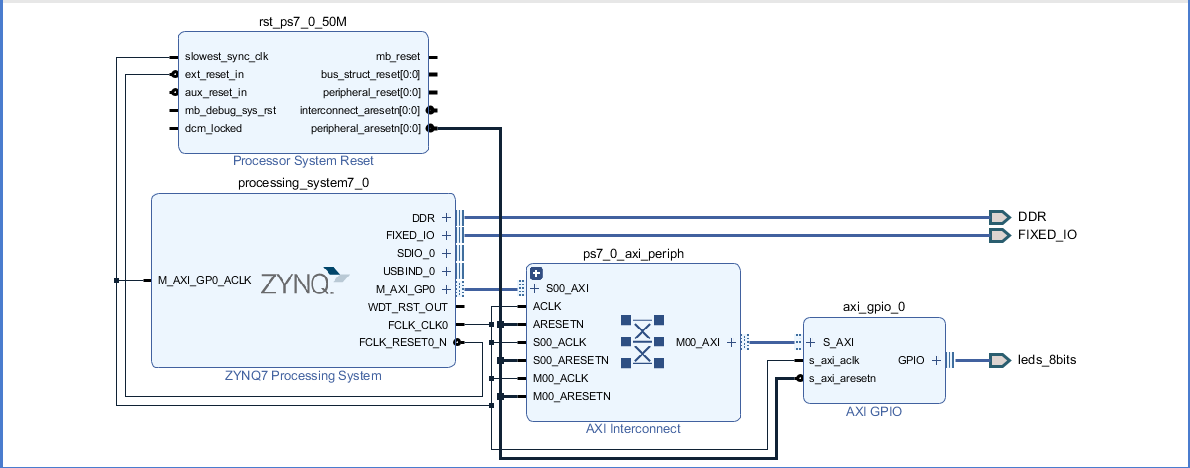 rst_ps7_0_50M
slowest_sync_clk
mb_reset
ext_reset_in
bus_struct_reset[0:0]
aux_reset_in
peripheral_reset[0:0]
mb_debug_sys_rst
interconnect_aresetn[0:0]
dcm_locked
peripheral_aresetn[0:0]
Processor System Reset
processing_system7_0
DDR
FIXED_IO
SDIO_0
USBIND_0
M_AXI_GP0_ACLK
ZYNQ
M_AXI_GP0
WDT_RST_OUT
FCLK_CLK0
FCLK_RESET0_N
ZYNQ7 Processing System
DDR
FIXED_IO
ps7_0_axi_periph
S00_AXI
ACLK
ARESETN
S00_ACLK
M00_AXI
S00_ARESETN
M00_ACLK
M00_ARESETN
AXI Interconnect
axi_gpio_0
S_AXI
s_axi_aclk
GPIO
s_axi_aresetn
AXI GPIO
leds_8bits